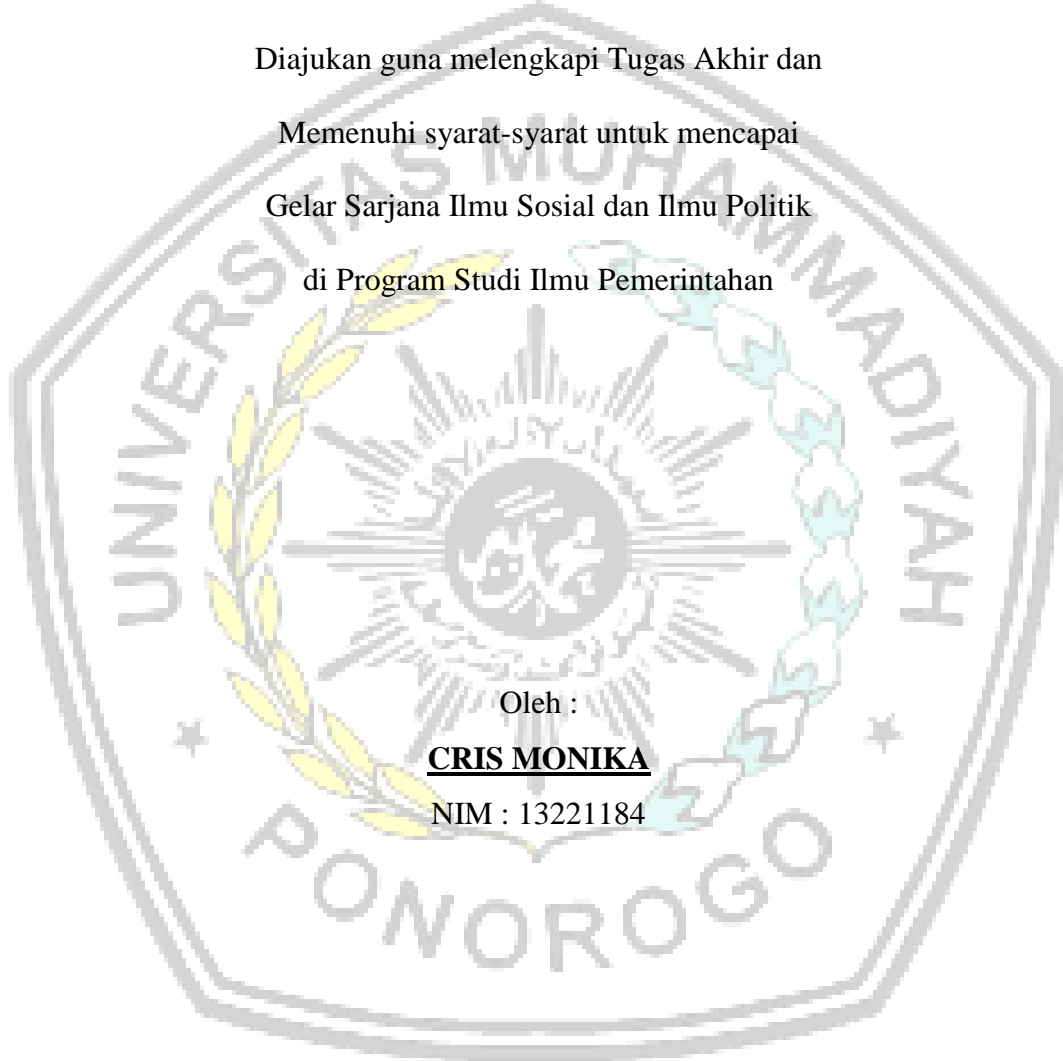 Diajukan guna melengkapi Tugas Akhir dan
Memenuhi syarat-syarat untuk mencapai
Gelar Sarjana Ilmu Sosial dan Ilmu Politik
di Program Studi Ilmu Pemerintahan
UNIVERSITAS MUHAMMADIYAH
PONOROGO
Oleh :
CRIS MONIKA
NIM : 13221184